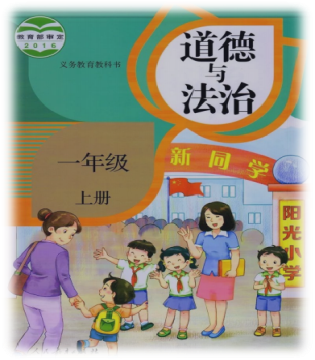 教育部审定
2016
义务教育教科书
道德
与
法治
一年级
上册
新同学
阳光小学